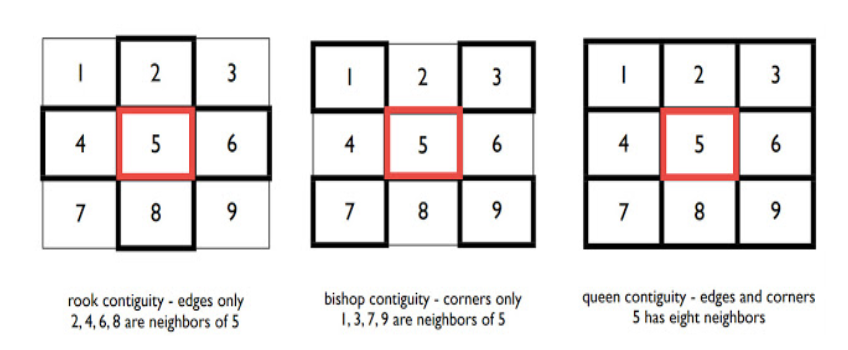 1 2 3
4 5 6
7 8 9
rook contiguity - edges only
2, 4, 6, 8 are neighbors of 5
1 2 3
4 5 6
7 8 9
bishop contiguity - corners only
1, 3, 7, 9 are neighbors of 5
1 2 3
4 5 6
7 8 9
queen contiguity - edges and corners
5 has eight neighbors